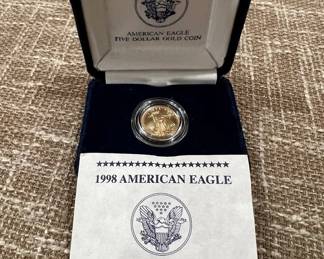 AMERICAN EAGLE
FIVE DOLLAR GOLD COIN
1998 AMERICAN EAGLE